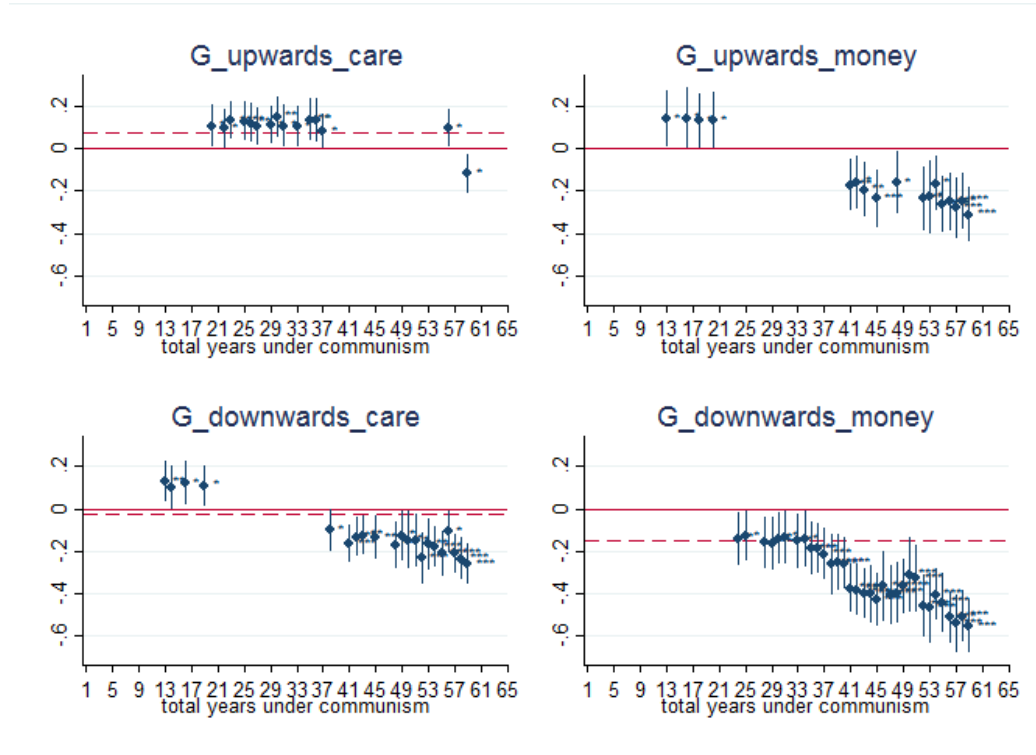 G_upwards_care
G_upwards_money
.2
0
-.2
-.4
-.6
1 5 9 13 17 21 25 29 33 37 41 45 49 53 57 61 65
total years under communism
.2
0
-.2
-.4
-.6
1 5 9 13 17 21 25 29 33 37 41 45 49 53 57 61 65
total years under communism
G_downwards_care
G_downwards_money
.2
0
-.2
-.4
-.6
1 5 9 13 17 21 25 29 33 37 41 45 49 53 57 61 65
total years under communism
.2
0
-.2
-.4
-.6
1 5 9 13 17 21 25 29 33 37 41 45 49 53 57 61 65
total years under communism